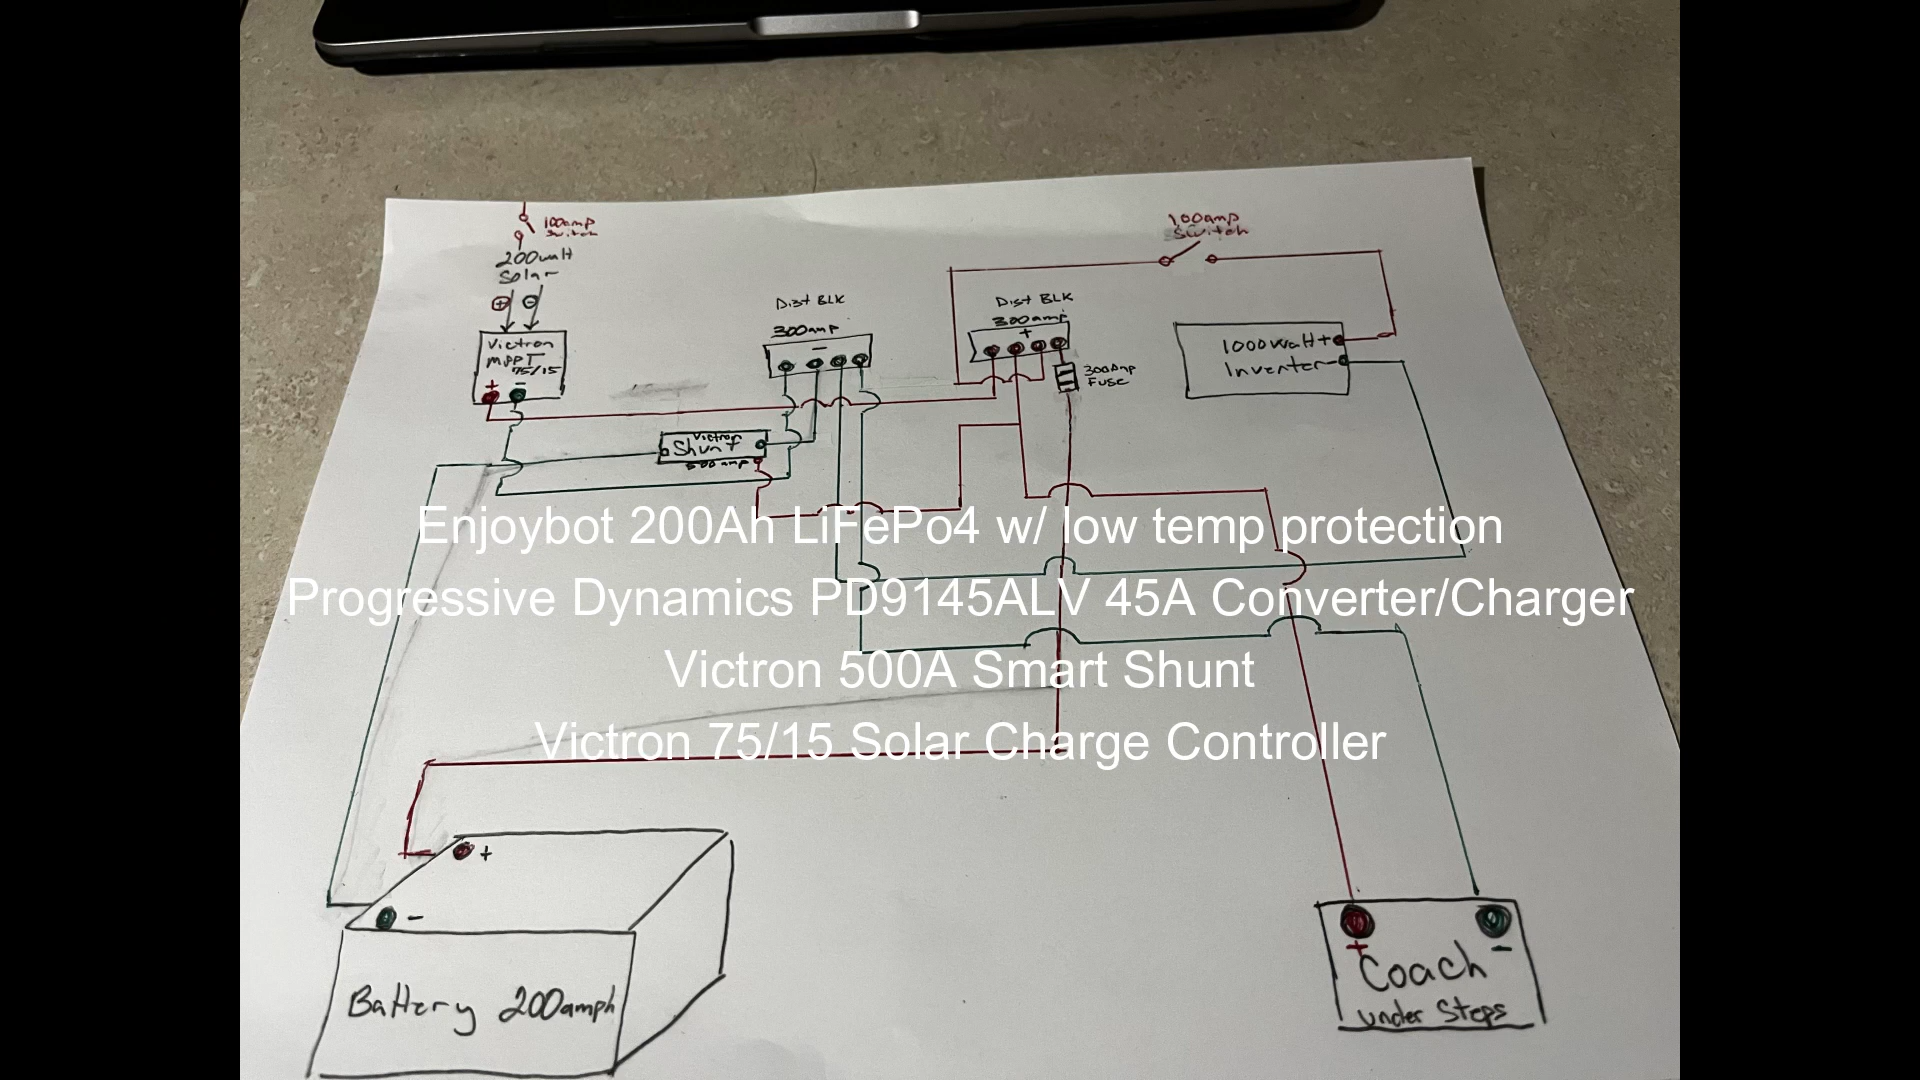 100amp
switch
200watt
Solar
+ -
Victron
MPPT
75/15
+ -
Dist BLK
300amp
-
Dist BLK
300amp
+
300Amp
Fuse
100amp
Switch
1000watt +
Inverter -
Victron
Shunt
500 amp
Enjoybot 200Ah LiFePo4 w/ low temp protection
Progressive Dynamics PD9145ALV 45A Converter/Charger
Victron 500A Smart Shunt
Victron 75/15 Solar Charge Controller
+
-
Battery 200amph
+ -
Coach
under Steps